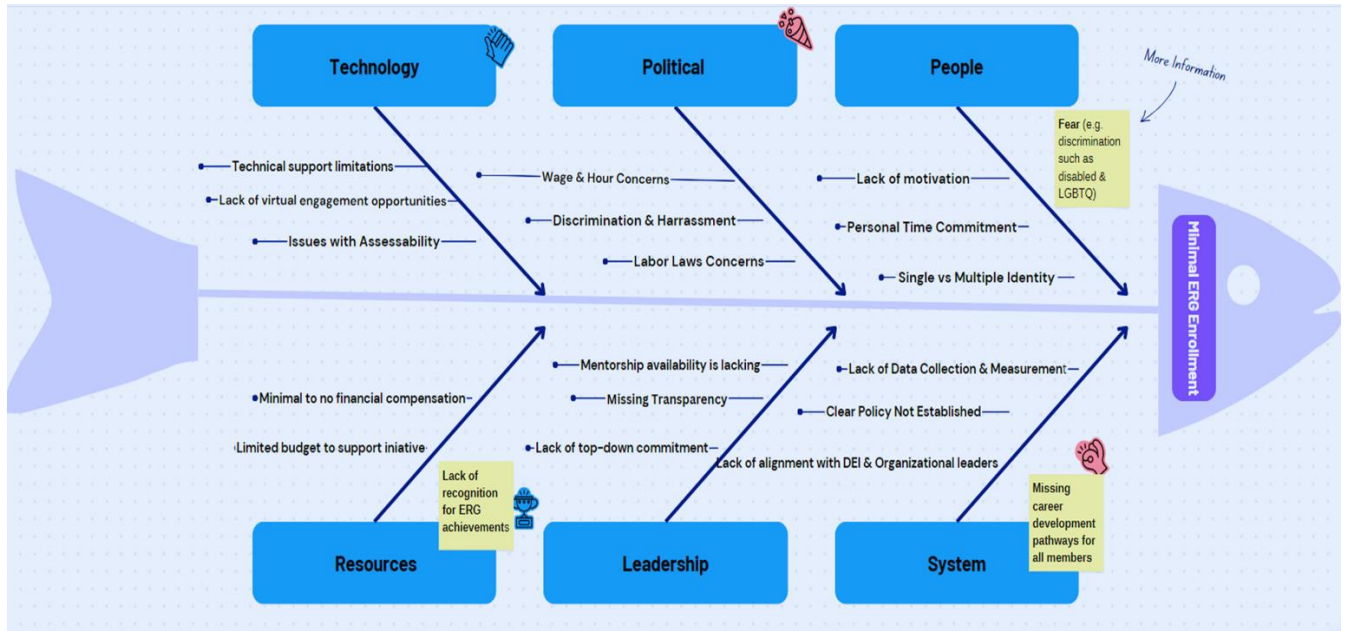 Technology
Political
People
More Information
Fear (e.g.
discrimination
such as
disabled &
LGBTQ)
Technical support limitations
Lack of virtual engagement opportunities
Issues with Assessability
Wage & Hour Concerns
Discrimination & Harrassment
Labor Laws Concerns
Lack of motivation
Personal Time Commitment
Single vs Multiple Identity
Minimal ERG Enrollment
Minimal to no financial compensation
Limited budget to support iniative
Lack of
recognition
for ERG
achievements
Mentorship availability is lacking
Missing Transparency
Lack of top-down commitment
Lack of Data Collection & Measurement
Clear Policy Not Established
Lack of alignment with DEI & Organizational leaders
Missing
career
development
pathways for
all members
Resources
Leadership
System